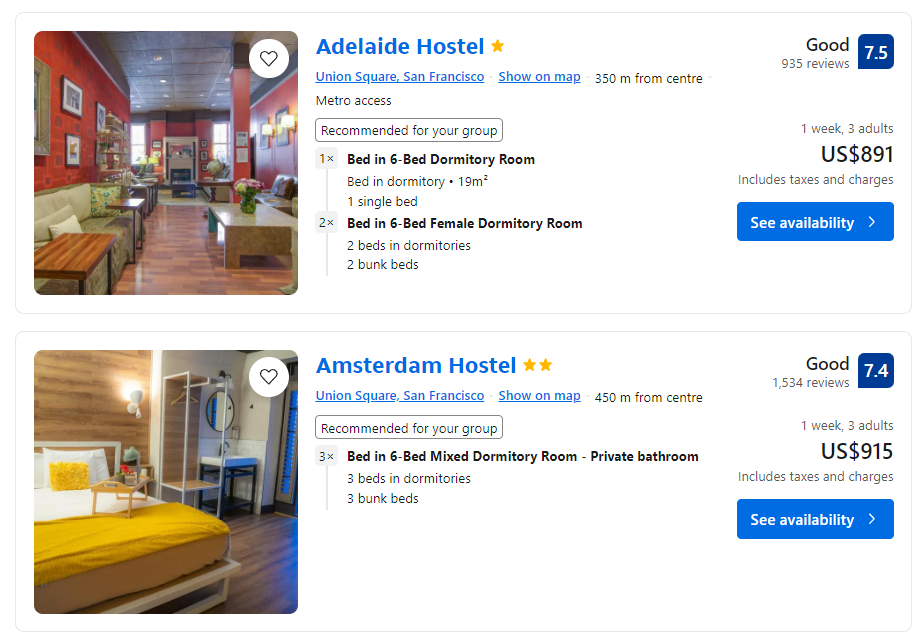 Adelaide Hostel
Good
935 reviews
7.5
Union Square, San Francisco · Show on map · 350 m from centre ·
Metro access
Recommended for your group
1× Bed in 6-Bed Dormitory Room
Bed in dormitory • 19m²
1 single bed
2× Bed in 6-Bed Female Dormitory Room
2 beds in dormitories
2 bunk beds
1 week, 3 adults
US$891
Includes taxes and charges
See availability
Amsterdam Hostel
Good
1,534 reviews
7.4
Union Square, San Francisco · Show on map · 450 m from centre
Recommended for your group
3× Bed in 6-Bed Mixed Dormitory Room - Private bathroom
3 beds in dormitories
3 bunk beds
1 week, 3 adults
US$915
Includes taxes and charges
See availability